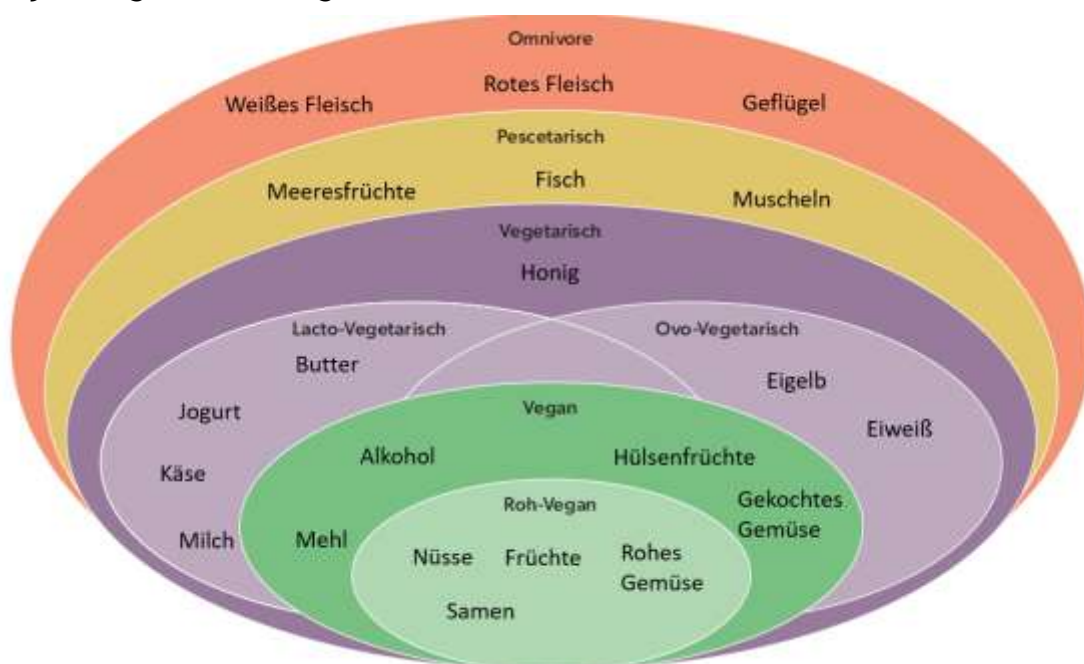 Omnivore
Weißes Fleisch
Rotes Fleisch
Geflügel
Pescetarisch
Meeresfrüchte
Fisch
Muscheln
Vegetarisch
Honig
Lacto-Vegetarisch
Ovo-Vegetarisch
Butter
Eigelb
Jogurt
Eiweiß
Käse
Milch
Vegan
Alkohol
Hülsenfrüchte
Mehl
Gekochtes
Gemüse
Roh-Vegan
Nüsse
Früchte
Rohes
Gemüse
Samen